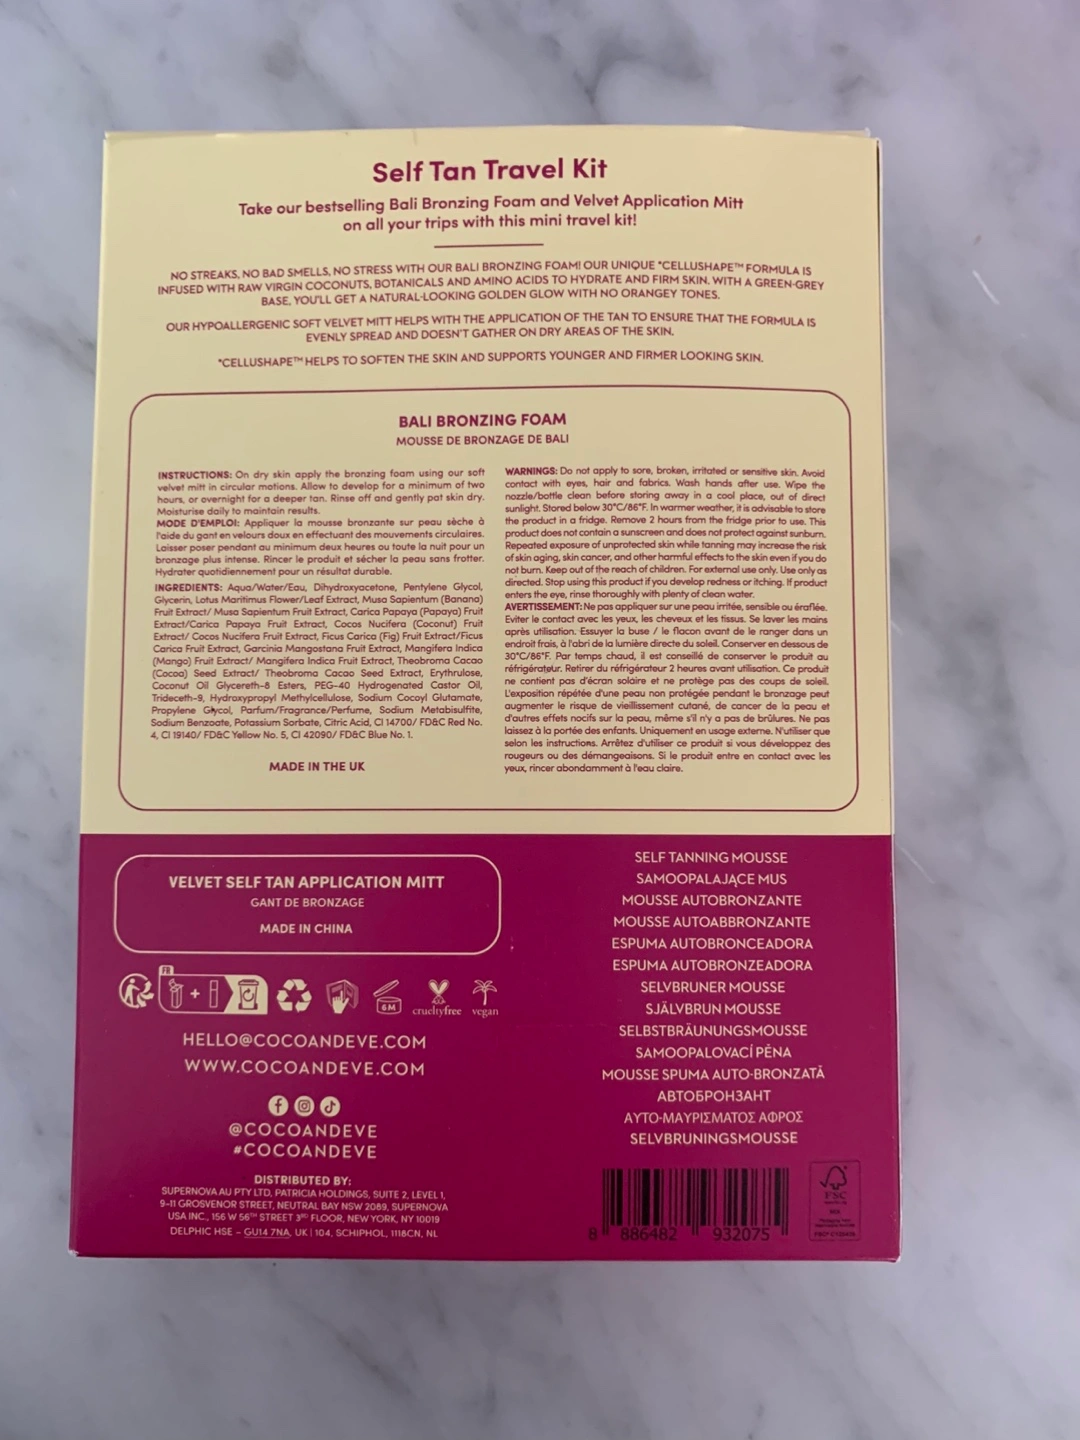 Self Tan Travel Kit
Take our bestselling Bali Bronzing Foam and Velvet Application Mitt
on all your trips with this mini travel kit!
NO STREAKS, NO BAD SMELLS, NO STRESS WITH OUR BALI BRONZING FOAM! OUR UNIQUE *CELLUSHAPE™ FORMULA IS
INFUSED WITH RAW VIRGIN COCONUTS, BOTANICALS AND AMINO ACIDS TO HYDRATE AND FIRM SKIN. WITH A GREEN-GREY
BASE, YOU'LL GET A NATURAL-LOOKING GOLDEN GLOW WITH NO ORANGEY TONES.
OUR HYPOALLERGENIC SOFT VELVET MITT HELPS WITH THE APPLICATION OF THE TAN TO ENSURE THAT THE FORMULA IS
EVENLY SPREAD AND DOESN'T GATHER ON DRY AREAS OF THE SKIN.
*CELLUSHAPE™ HELPS TO SOFTEN THE SKIN AND SUPPORTS YOUNGER AND FIRMER LOOKING SKIN.
BALI BRONZING FOAM
MOUSSE DE BRONZAGE DE BALI
INSTRUCTIONS: On dry skin apply the bronzing foam using our soft
velvet mitt in circular motions. Allow to develop for a minimum of two
hours, or overnight for a deeper tan. Rinse off and gently pat skin dry.
Moisturise daily to maintain results.
MODE D'EMPLOI: Appliquer la mousse bronzante sur peau sèche à
l'aide du gant en velours doux en effectuant des mouvements circulaires.
Laisser poser pendant au minimum deux heures ou toute la nuit pour un
bronzage plus intense. Rincer le produit et sécher la peau sans frotter.
Hydrater quotidiennement pour un résultat durable.
INGREDIENTS: Aqua/Water/Eau, Dihydroxyacetone, Pentylene Glycol,
Glycerin, Lotus Maritimus Flower/Leaf Extract, Musa Sapientum (Banana)
Fruit Extract/ Musa Sapientum Fruit Extract, Carica Papaya (Papaya) Fruit
Extract/Carica Papaya Fruit Extract, Cocos Nucifera (Coconut) Fruit
Extract/ Cocos Nucifera Fruit Extract, Ficus Carica (Fig) Fruit Extract/Ficus
Carica Fruit Extract, Garcinia Mangostana Fruit Extract, Mangifera Indica
(Mango) Fruit Extract/ Mangifera Indica Fruit Extract, Theobroma Cacao
(Cocoa) Seed Extract/ Theobroma Cacao Seed Extract, Erythrulose,
Coconut Oil Glycereth-8 Esters, PEG-40 Hydrogenated Castor Oil,
Trideceth-9, Hydroxypropyl Methylcellulose, Sodium Cocoyl Glutamate,
Propylene Glycol, Parfum/Fragrance/Perfume, Sodium Metabisulfite,
Sodium Benzoate, Potassium Sorbate, Citric Acid, CI 14700/ FD&C Red No.
4, CI 19140/ FD&C Yellow No. 5, CI 42090/ FD&C Blue No. 1.
MADE IN THE UK
WARNINGS: Do not apply to sore, broken, irritated or sensitive skin. Avoid
contact with eyes, hair and fabrics. Wash hands after use. Wipe the
nozzle/bottle clean before storing away in a cool place, out of direct
sunlight. Stored below 30°C/86°F. In warmer weather, it is advisable to store
the product in a fridge. Remove 2 hours from the fridge prior to use. This
product does not contain a sunscreen and does not protect against sunburn.
Repeated exposure of unprotected skin while tanning may increase the risk
of skin aging, skin cancer, and other harmful effects to the skin even if you do
not burn. Keep out of the reach of children. For external use only. Use only as
directed. Stop using this product if you develop redness or itching. If product
enters the eye, rinse thoroughly with plenty of clean water.
AVERTISSEMENT: Ne pas appliquer sur une peau irritée, sensible ou éraflée.
Eviter le contact avec les yeux, les cheveux et les tissus. Se laver les mains
après utilisation. Essuyer la buse / le flacon avant de le ranger dans un
endroit frais, à l'abri de la lumière directe du soleil. Conserver en dessous de
30°C/86°F. Par temps chaud, il est conseillé de conserver le produit au
réfrigérateur. Retirer du réfrigérateur 2 heures avant utilisation. Ce produit
ne contient pas d'écran solaire et ne protège pas des coups de soleil.
L'exposition répétée d'une peau non protégée pendant le bronzage peut
augmenter le risque de vieillissement cutané, de cancer de la peau et
d'autres effets nocifs sur la peau, même s'il n'y a pas de brûlures. Ne pas
laissez à la portée des enfants. Uniquement en usage externe. N'utiliser que
selon les instructions. Arrêtez d'utiliser ce produit si vous développez des
rougeurs ou des démangeaisons. Si le produit entre en contact avec les
yeux, rincer abondamment à l'eau claire.
VELVET SELF TAN APPLICATION MITT
GANT DE BRONZAGE
MADE IN CHINA
FR
+
6M
crueltyfree
vegan
HELLO@COCOANDEVE.COM
WWW.COCOANDEVE.COM
@COCOANDEVE
#COCOANDEVE
DISTRIBUTED BY:
SUPERNOVA AU PTY LTD, PATRICIA HOLDINGS, SUITE 2, LEVEL 1,
9-11 GROSVENOR STREET, NEUTRAL BAY NSW 2089, SUPERNOVA
USA INC., 156 W 56TH STREET 3RD FLOOR, NEW YORK, NY 10019
DELPHIC HSE – GU14 7NA, UK | 104, SCHIPHOL, 1118CN, NL
SELF TANNING MOUSSE
SAMOOPALAJĄCE MUS
MOUSSE AUTOBRONZANTE
MOUSSE AUTOABBRONZANTE
ESPUMA AUTOBRONCEADORA
ESPUMA AUTOBRONZEADORA
SELVBRUNER MOUSSE
SJÄLVBRUN MOUSSE
SELBSTBRÄUNUNGSMOUSSE
SAMOOPALOVACÍ PĚNA
MOUSSE SPUMA AUTO-BRONZATĂ
АВТОБРОНЗАНТ
ΑΥΤΟ-ΜΑΥΡΙΣΜΑΤΟΣ ΑΦΡΟΣ
SELVBRUNINGSMOUSSE
8 886482 932075
FSC